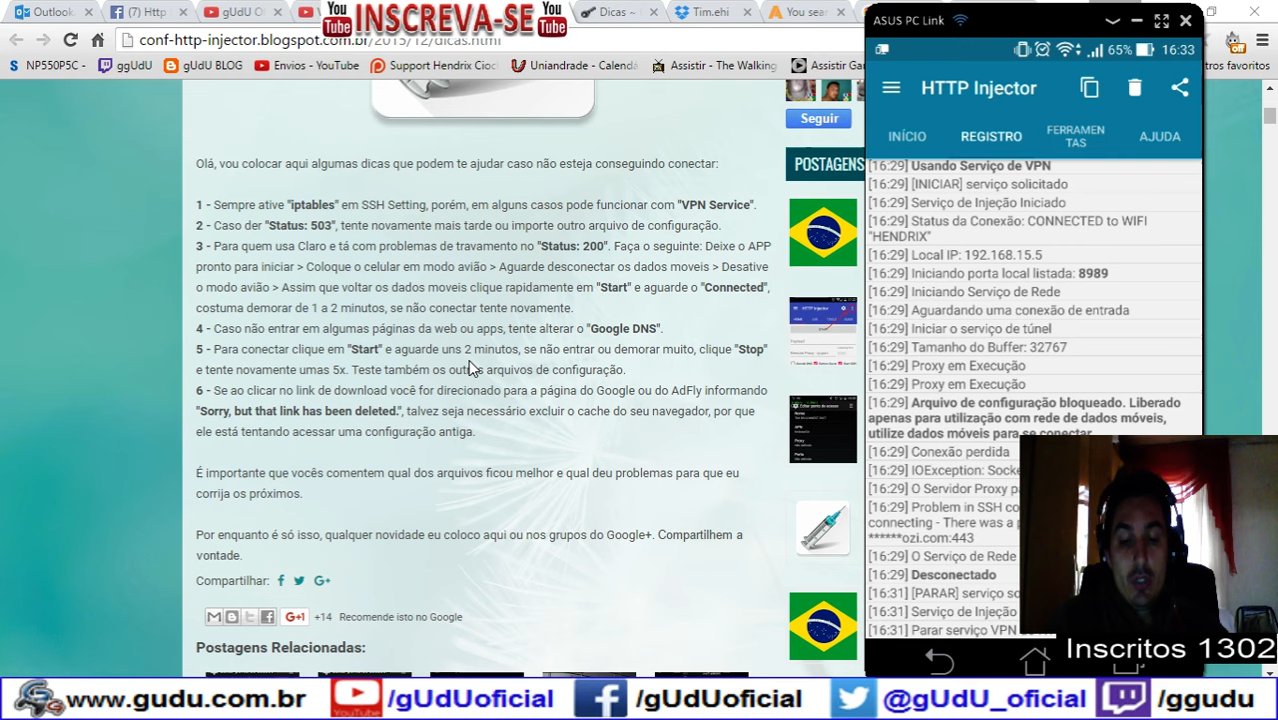 Outlook
(7) Http
gUdU O
Dicas ~
Tim.ehi
You sear
You
Tube
INSCREVA-SE
You
Tube
conf-http-injector.blogspot.com.br/2015/12/dicas.html
off
NP550P5C -
ggUdU
gUdU BLOG
Envios - YouTube
Support Hendrix Cioc
Uniandrade - Calenda
Assistir - The Walking
Assistir Gar
tros favoritos
Olá, vou colocar aqui algumas dicas que podem te ajudar caso não esteja conseguindo conectar:
1 - Sempre ative "iptables" em SSH Setting, porém, em alguns casos pode funcionar com "VPN Service".
2 - Caso der "Status: 503", tente novamente mais tarde ou importe outro arquivo de configuração.
3 - Para quem usa Claro e tá com problemas de travamento no "Status: 200". Faça o seguinte: Deixe o APP
pronto para iniciar > Coloque o celular em modo avião > Aguarde desconectar os dados moveis > Desative
o modo avião > Assim que voltar os dados moveis clique rapidamente em "Start" e aguarde o "Connected",
costuma demorar de 1 a 2 minutos, se não conectar tente novamente.
4 - Caso não entrar em algumas páginas da web ou apps, tente alterar o "Google DNS".
5 - Para conectar clique em "Start" e aguarde uns 2 minutos, se não entrar ou demorar muito, clique "Stop"
e tente novamente umas 5x. Teste também os outros arquivos de configuração.
6 - Se ao clicar no link de download você for direcionado para a página do Google ou do AdFly informando
"Sorry, but that link has been deleted.", talvez seja necessário excluir o cache do seu navegador, por que
ele está tentando acessar uma configuração antiga.
É importante que vocês comentem qual dos arquivos ficou melhor e qual deu problemas para que eu
corrija os próximos.
Por enquanto é só isso, qualquer novidade eu coloco aqui ou nos grupos do Google+. Compartilhem a
vontade.
Compartilhar:
G+1 +14 Recomende isto no Google
Postagens Relacionadas:
Seguir
POSTAGENS
ASUS PC Link
65% 16:33
HTTP Injector
INÍCIO
REGISTRO
FERRAMEN
TAS
AJUDA
[16:29] Usando Serviço de VPN
[16:29] [INICIAR] serviço solicitado
[16:29] Serviço de Injeção Iniciado
[16:29] Status da Conexão: CONNECTED to WIFI
"HENDRIX"
[16:29] Local IP: 192.168.15.5
[16:29] Iniciando porta local listada: 8989
[16:29] Iniciando Serviço de Rede
[16:29] Aguardando uma conexão de entrada
[16:29] Iniciar o serviço de túnel
[16:29] Tamanho do Buffer: 32767
[16:29] Proxy em Execução
[16:29] Proxy em Execução
[16:29] Arquivo de configuração bloqueado. Liberado
apenas para utilização com rede de dados móveis,
utilize dados móveis para se conectar
[16:29] Conexão perdida
[16:29] IOException: Socke
[16:29] O Servidor Proxy p
[16:29] Problem in SSH co
connecting - There was a p
******ozi.com:443
[16:29] O Serviço de Rede
[16:29] Desconectado
[16:31] [PARAR] serviço so
[16:31] Serviço de Injeção
[16:31] Parar serviço VPN
Inscritos 1302
www.gudu.com.br
YouTube
/gUdUoficial
/gUdUoficial
@gUdU_oficial
/ggudu